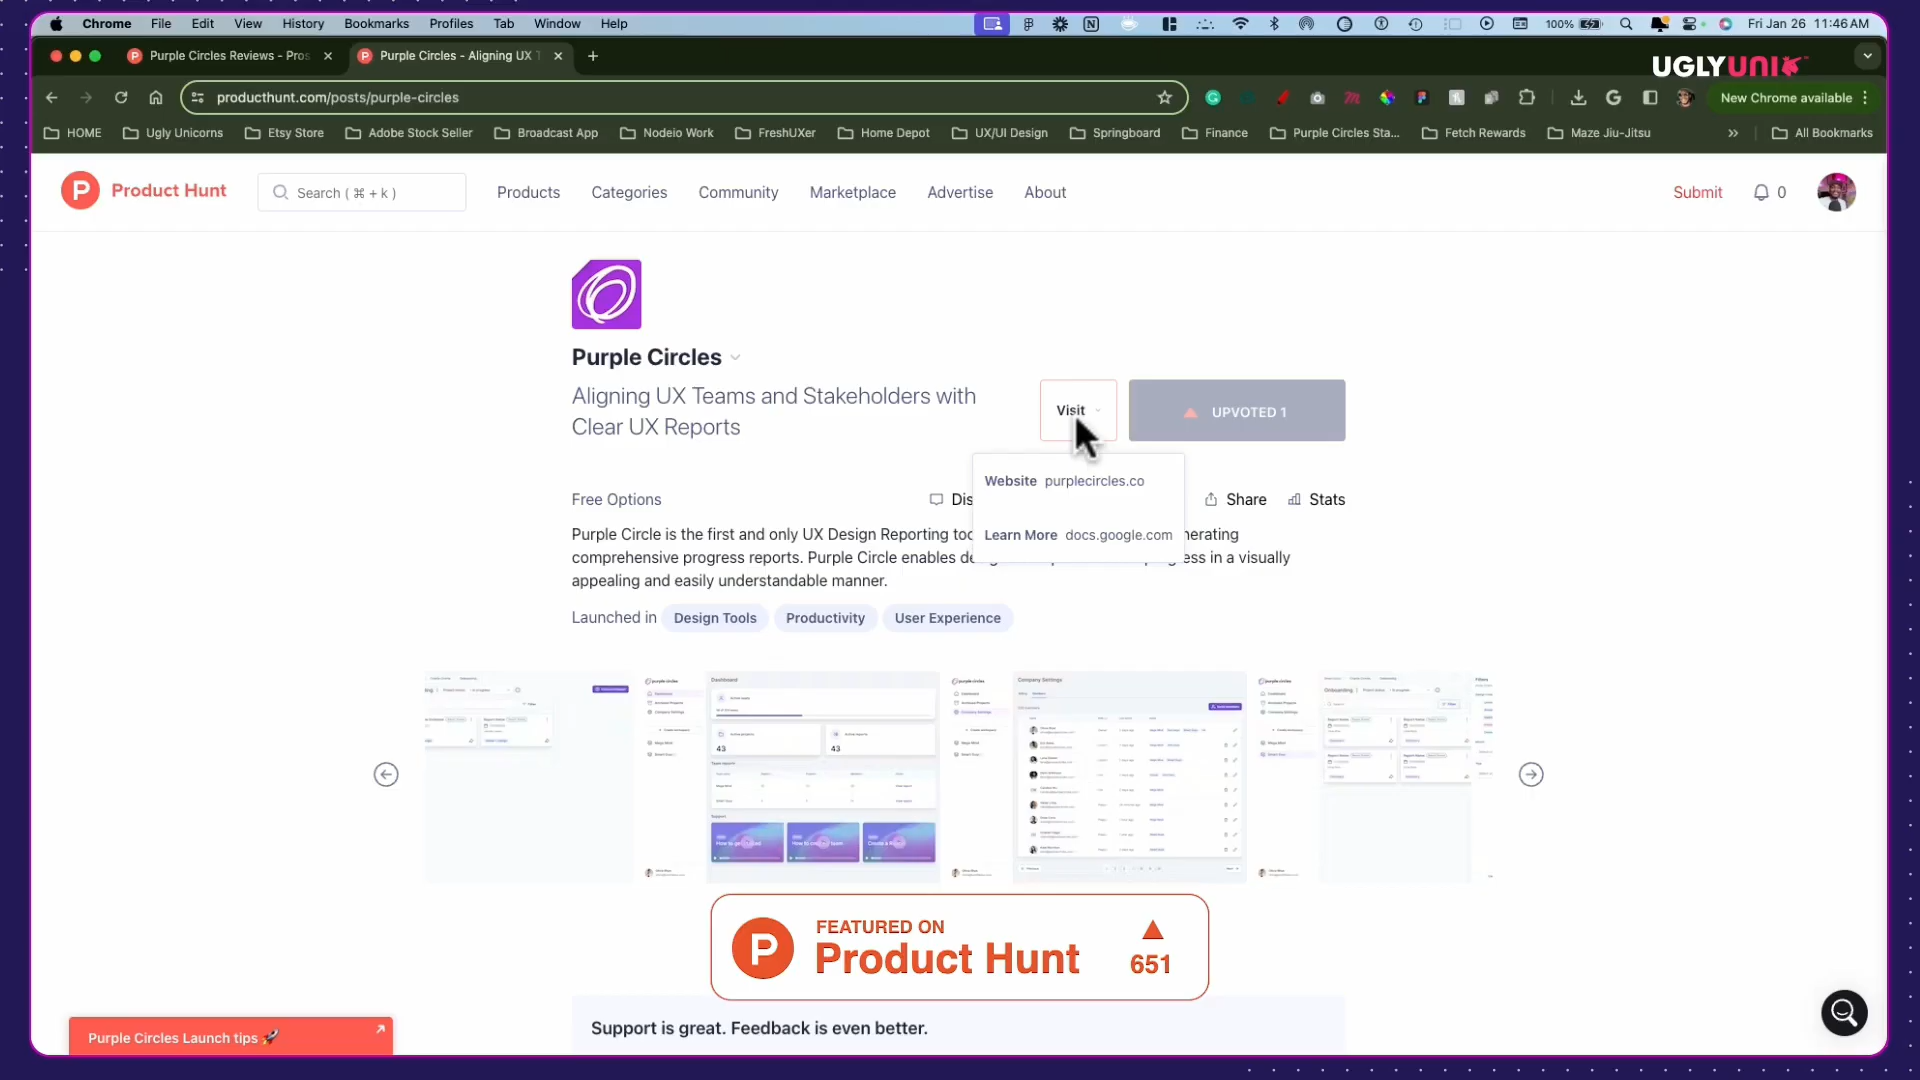 Chrome File Edit View History Bookmarks Profiles Tab Window Help
100% Fri Jan 26 11:46 AM
Purple Circles Reviews - Pros
Purple Circles - Aligning UX T
UGLYUNI
producthunt.com/posts/purple-circles
New Chrome available
HOME Ugly Unicorns Etsy Store Adobe Stock Seller Broadcast App Nodeio Work FreshUXer Home Depot UX/UI Design Springboard Finance Purple Circles Sta... Fetch Rewards Maze Jiu-Jitsu » All Bookmarks
P Product Hunt
Search ( ⌘ + k )
Products Categories Community Marketplace Advertise About
Submit 0
Purple Circles
Aligning UX Teams and Stakeholders with
Clear UX Reports
Visit
UPVOTED 1
Website purplecircles.co
Learn More docs.google.com
Free Options
Dis
Share Stats
Purple Circle is the first and only UX Design Reporting too nerating
comprehensive progress reports. Purple Circle enables de ess in a visually
appealing and easily understandable manner.
Launched in Design Tools Productivity User Experience
Dashboard
43
43
Company Settings
Onboarding
P FEATURED ON
Product Hunt
651
Support is great. Feedback is even better.
Purple Circles Launch tips 🚀